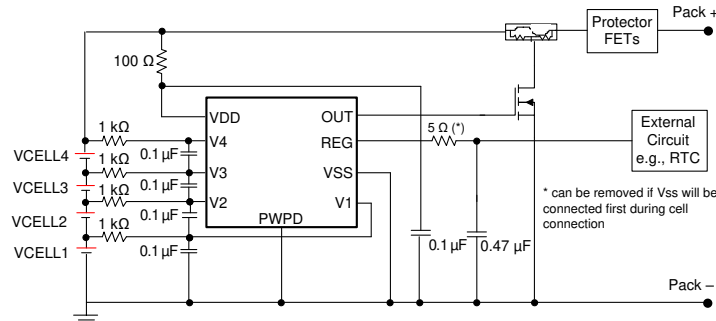 Pack +
Protector
FETs
100 Ω
VDD
OUT
1 kΩ
V4
REG
5 Ω (*)
External
Circuit
e.g., RTC
VCELL4
0.1 µF
1 kΩ
V3
VSS
VCELL3
0.1 µF
1 kΩ
V2
V1
* can be removed if Vss will be
connected first during cell
connection
VCELL2
0.1 µF
1 kΩ
PWPD
VCELL1
0.1 µF
0.1 µF
0.47 µF
Pack –